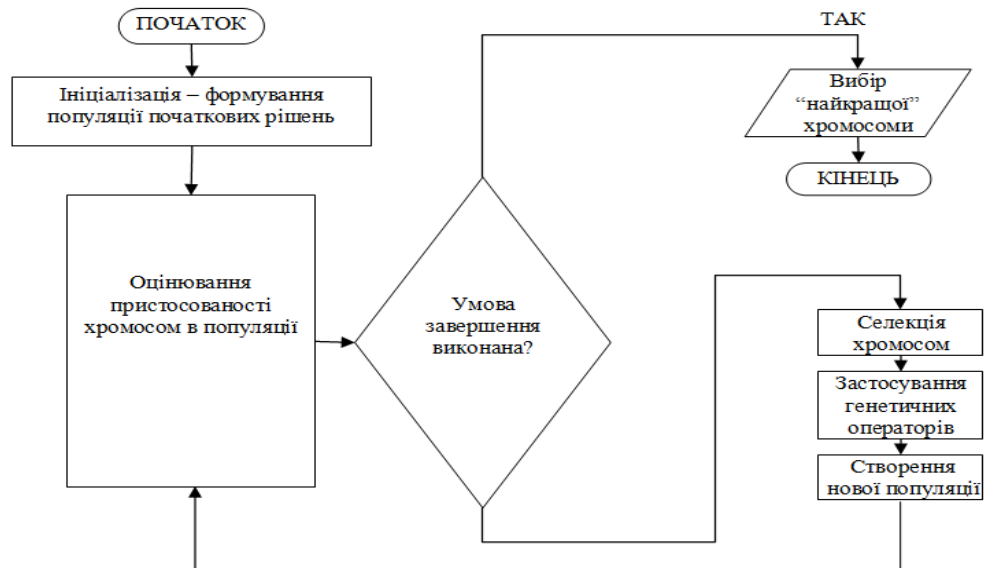 ПОЧАТОК
Ініціалізація – формування
популяції початкових рішень
Оцінювання
пристосованості
хромосом в популяції
Умова
завершення
виконана?
ТАК
Вибір
“найкращої”
хромосоми
КІНЕЦЬ
Селекція
хромосом
Застосування
генетичних
операторів
Створення
нової популяції